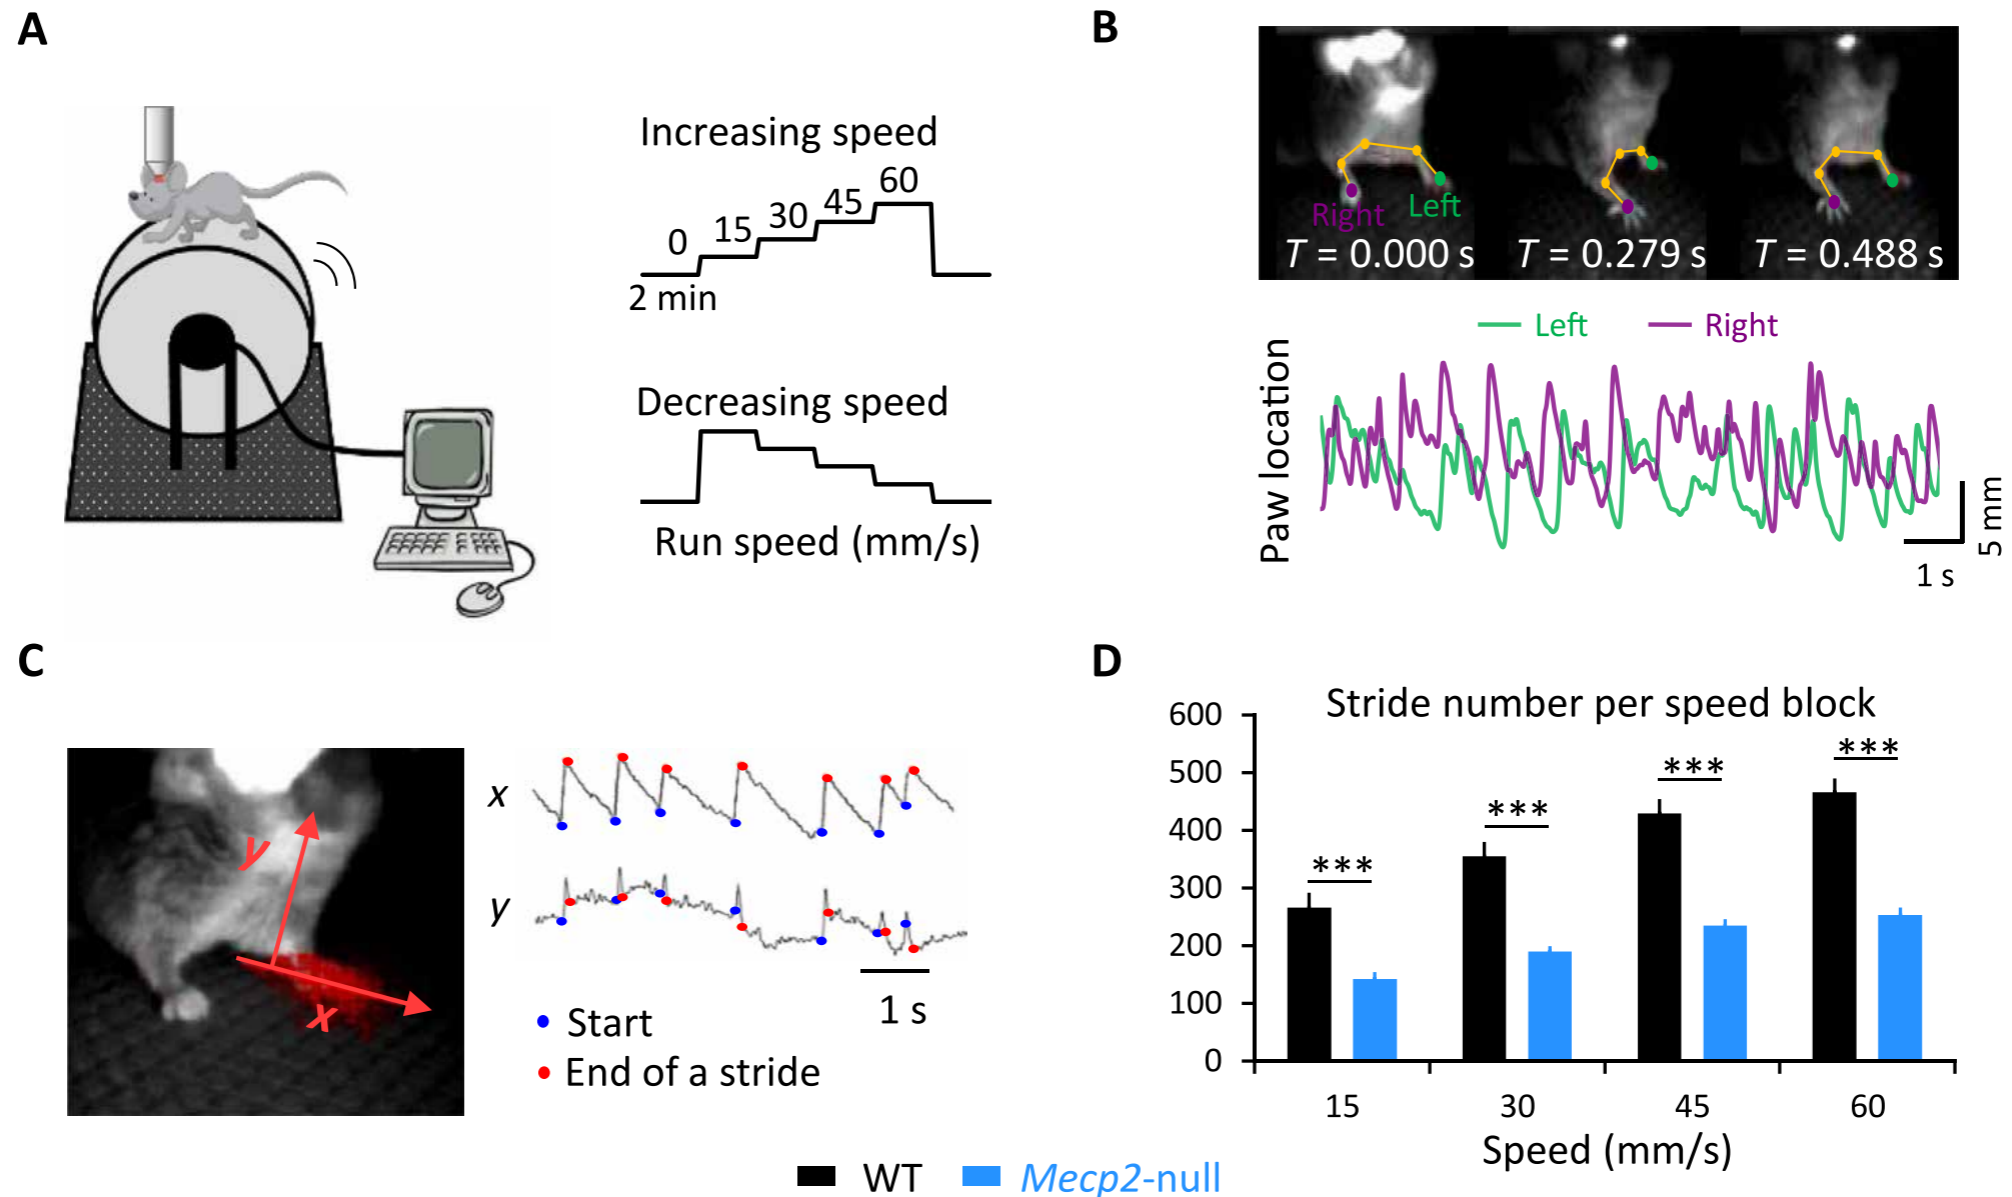 A
Increasing speed
0 15 30 45 60
2 min
Decreasing speed
Run speed (mm/s)
B
Right Left
T = 0.000 s T = 0.279 s T = 0.488 s
Left Right
Paw location
5 mm
1 s
C
y
x
x
y
1 s
Start
End of a stride
D
Stride number per speed block
600
500
400
300
200
100
0
*** *** *** ***
15 30 45 60
Speed (mm/s)
WT Mecp2-null